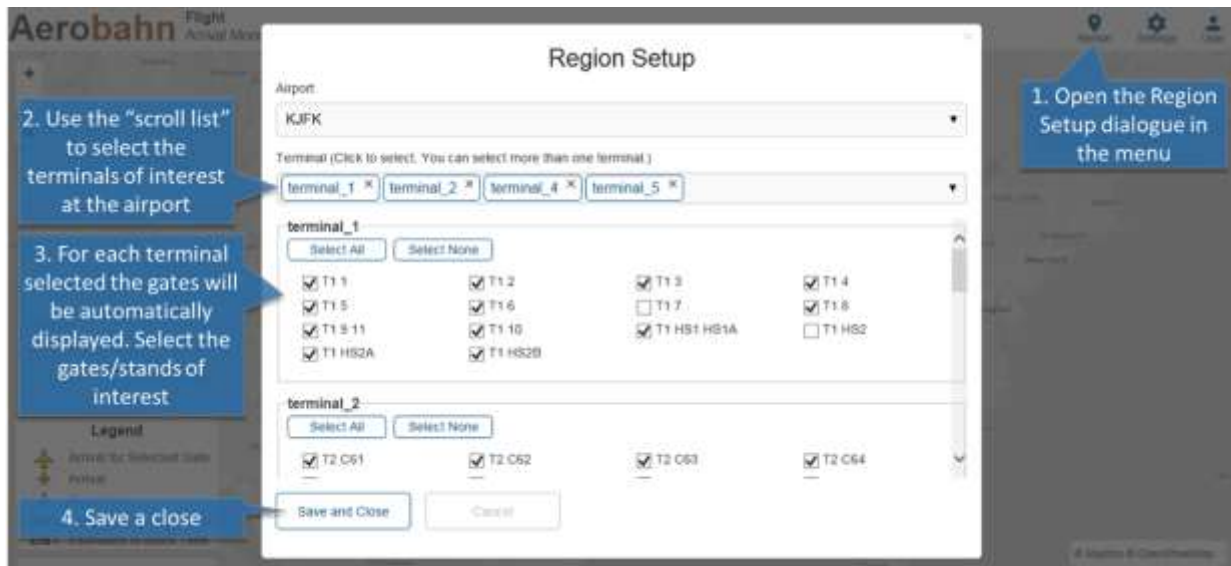 Aerobahn Flight
Arrival
Region Setup
Airport
KJFK
Terminal (Click to select. You can select more than one terminal.)
terminal_1 × terminal_2 × terminal_4 × terminal_5 ×
terminal_1
Select All Select None
T1 1 T1 2 T1 3 T1 4
T1 5 T1 6 T1 7 T1 8
T1 9 11 T1 10 T1 HS1 HS1A T1 HS2
T1 HS2A T1 HS2B
terminal_2
Select All Select None
T2 C61 T2 C62 T2 C63 T2 C64
Save and Close Cancel
1. Open the Region
Setup dialogue in
the menu
2. Use the “scroll list”
to select the
terminals of interest
at the airport
3. For each terminal
selected the gates will
be automatically
displayed. Select the
gates/stands of
interest
Legend
Arrival for Selected Gate
Arrival
4. Save a close